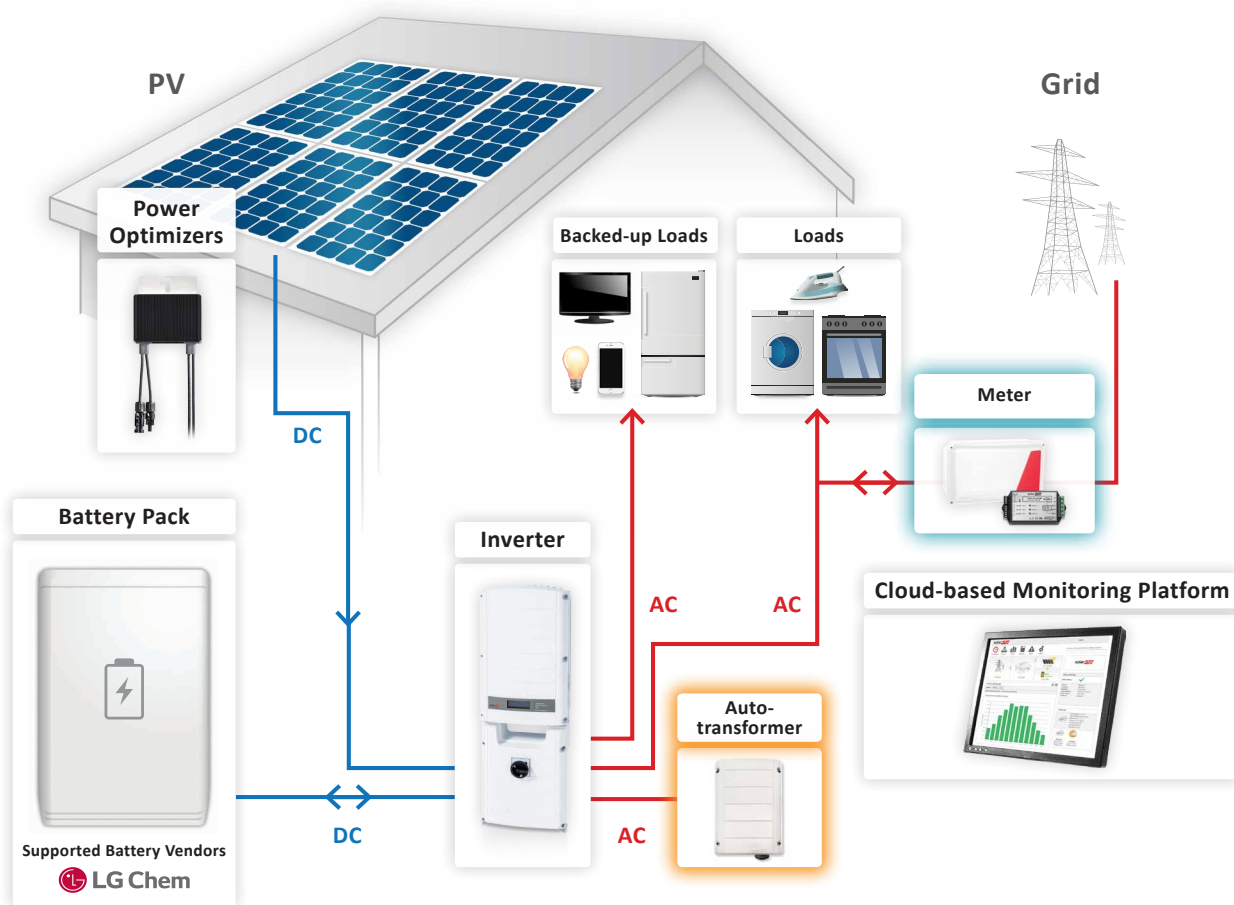 PV
Grid
Power
Optimizers
Backed-up Loads
Loads
Meter
DC
Battery Pack
Inverter
AC
AC
Cloud-based Monitoring Platform
Auto-
transformer
DC
AC
Supported Battery Vendors
LG Chem